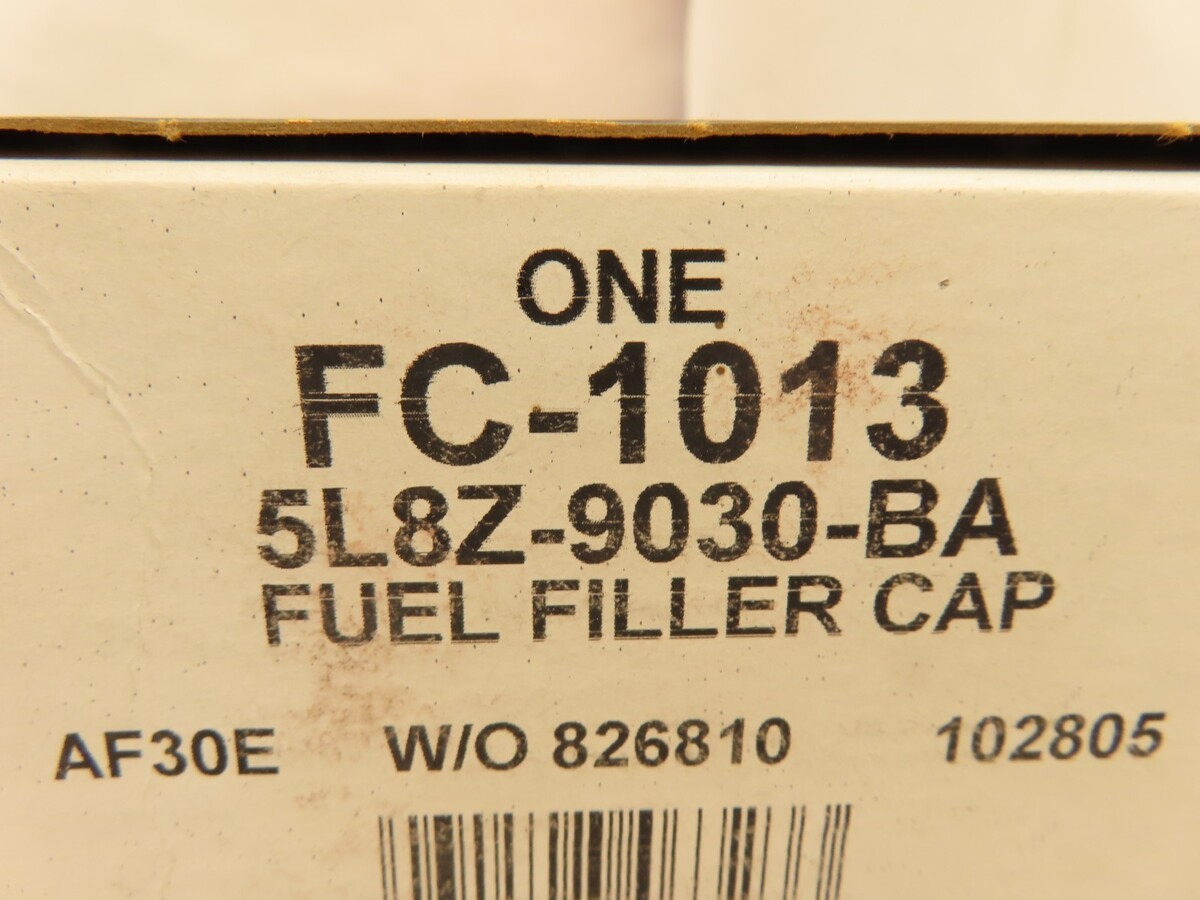 ONE
FC-1013
5L8Z-9030-BA
FUEL FILLER CAP
AF30E W/O 826810 102805